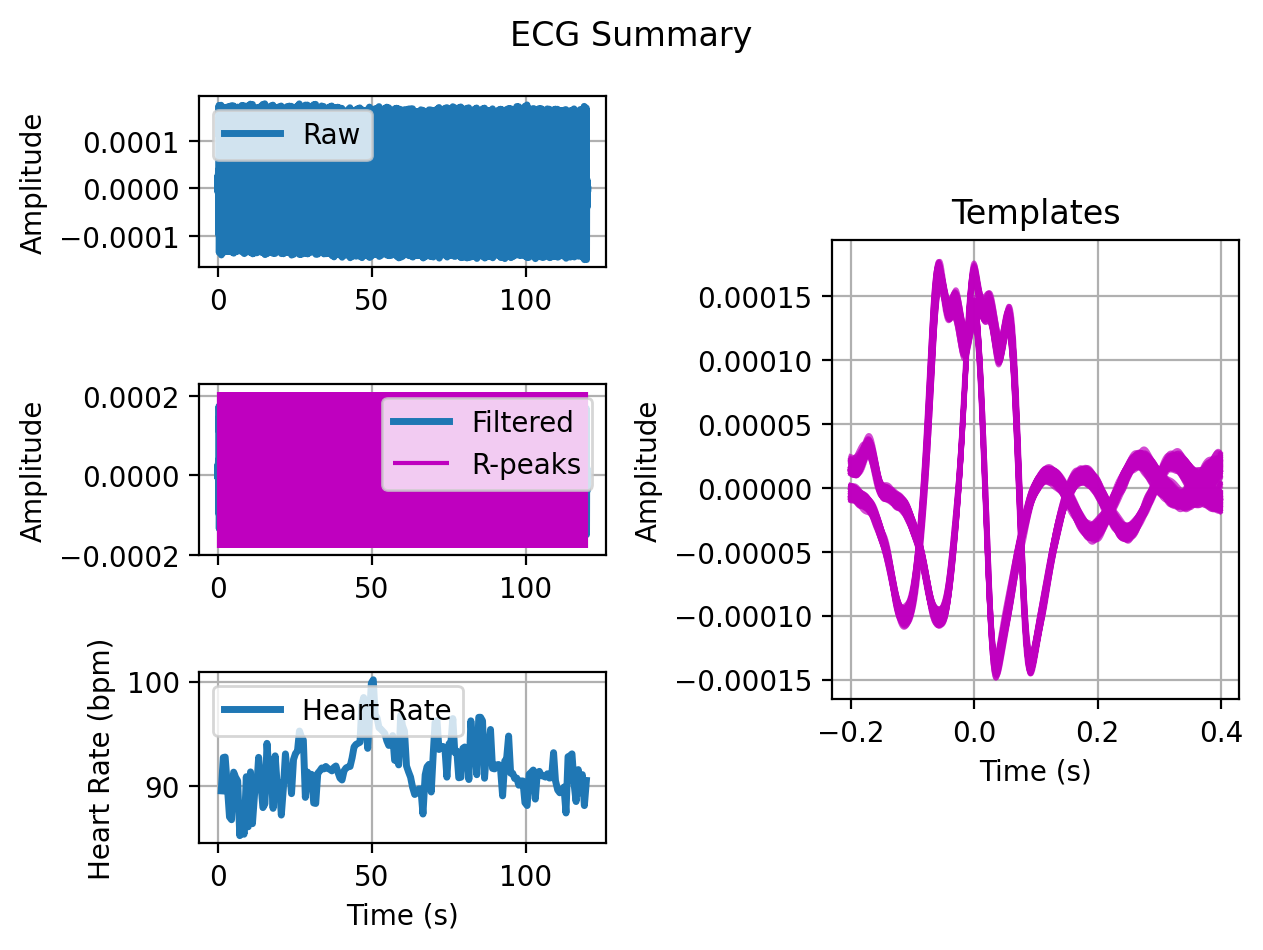 ECG Summary
Amplitude
0.0001
0.0000
−0.0001
Raw
0
50
100
Amplitude
0.0002
0.0000
−0.0002
Filtered
R-peaks
0
50
100
Heart Rate (bpm)
100
90
Heart Rate
0
50
100
Time (s)
Templates
Amplitude
0.00015
0.00010
0.00005
0.00000
−0.00005
−0.00010
−0.00015
−0.2
0.0
0.2
0.4
Time (s)